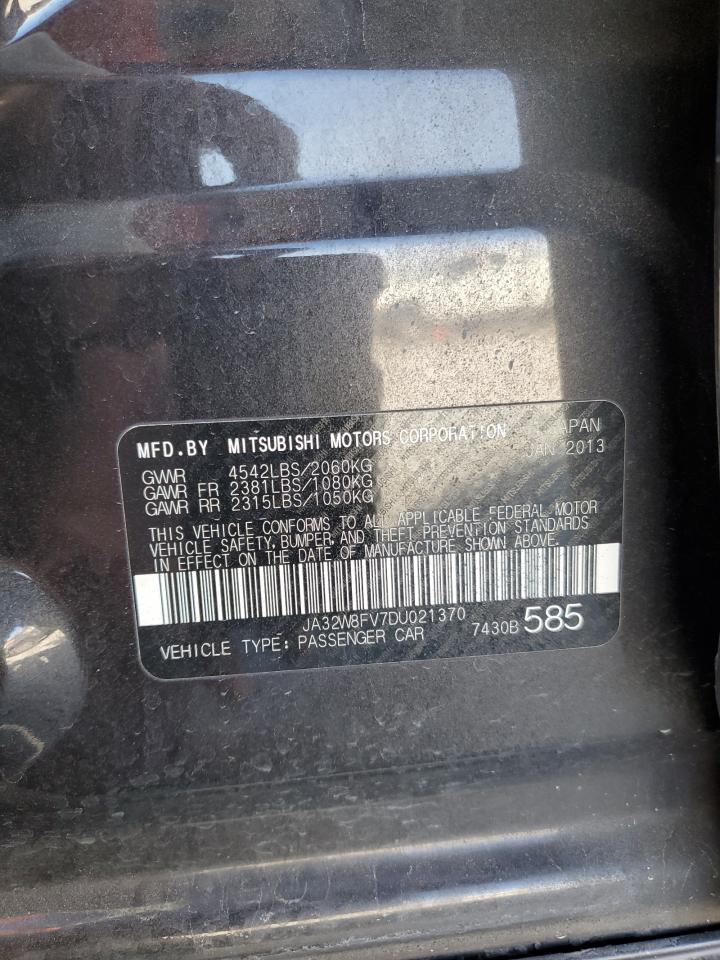 MFD.BY MITSUBISHI MOTORS CORPORATION JAPAN
JAN 2013
GVWR 4542LBS/2060KG
GAWR FR 2381LBS/1080KG
GAWR RR 2315LBS/1050KG
THIS VEHICLE CONFORMS TO ALL APPLICABLE FEDERAL MOTOR
VEHICLE SAFETY, BUMPER, AND THEFT PREVENTION STANDARDS
IN EFFECT ON THE DATE OF MANUFACTURE SHOWN ABOVE.
JA32W8FV7DU021370
VEHICLE TYPE: PASSENGER CAR 7430B 585